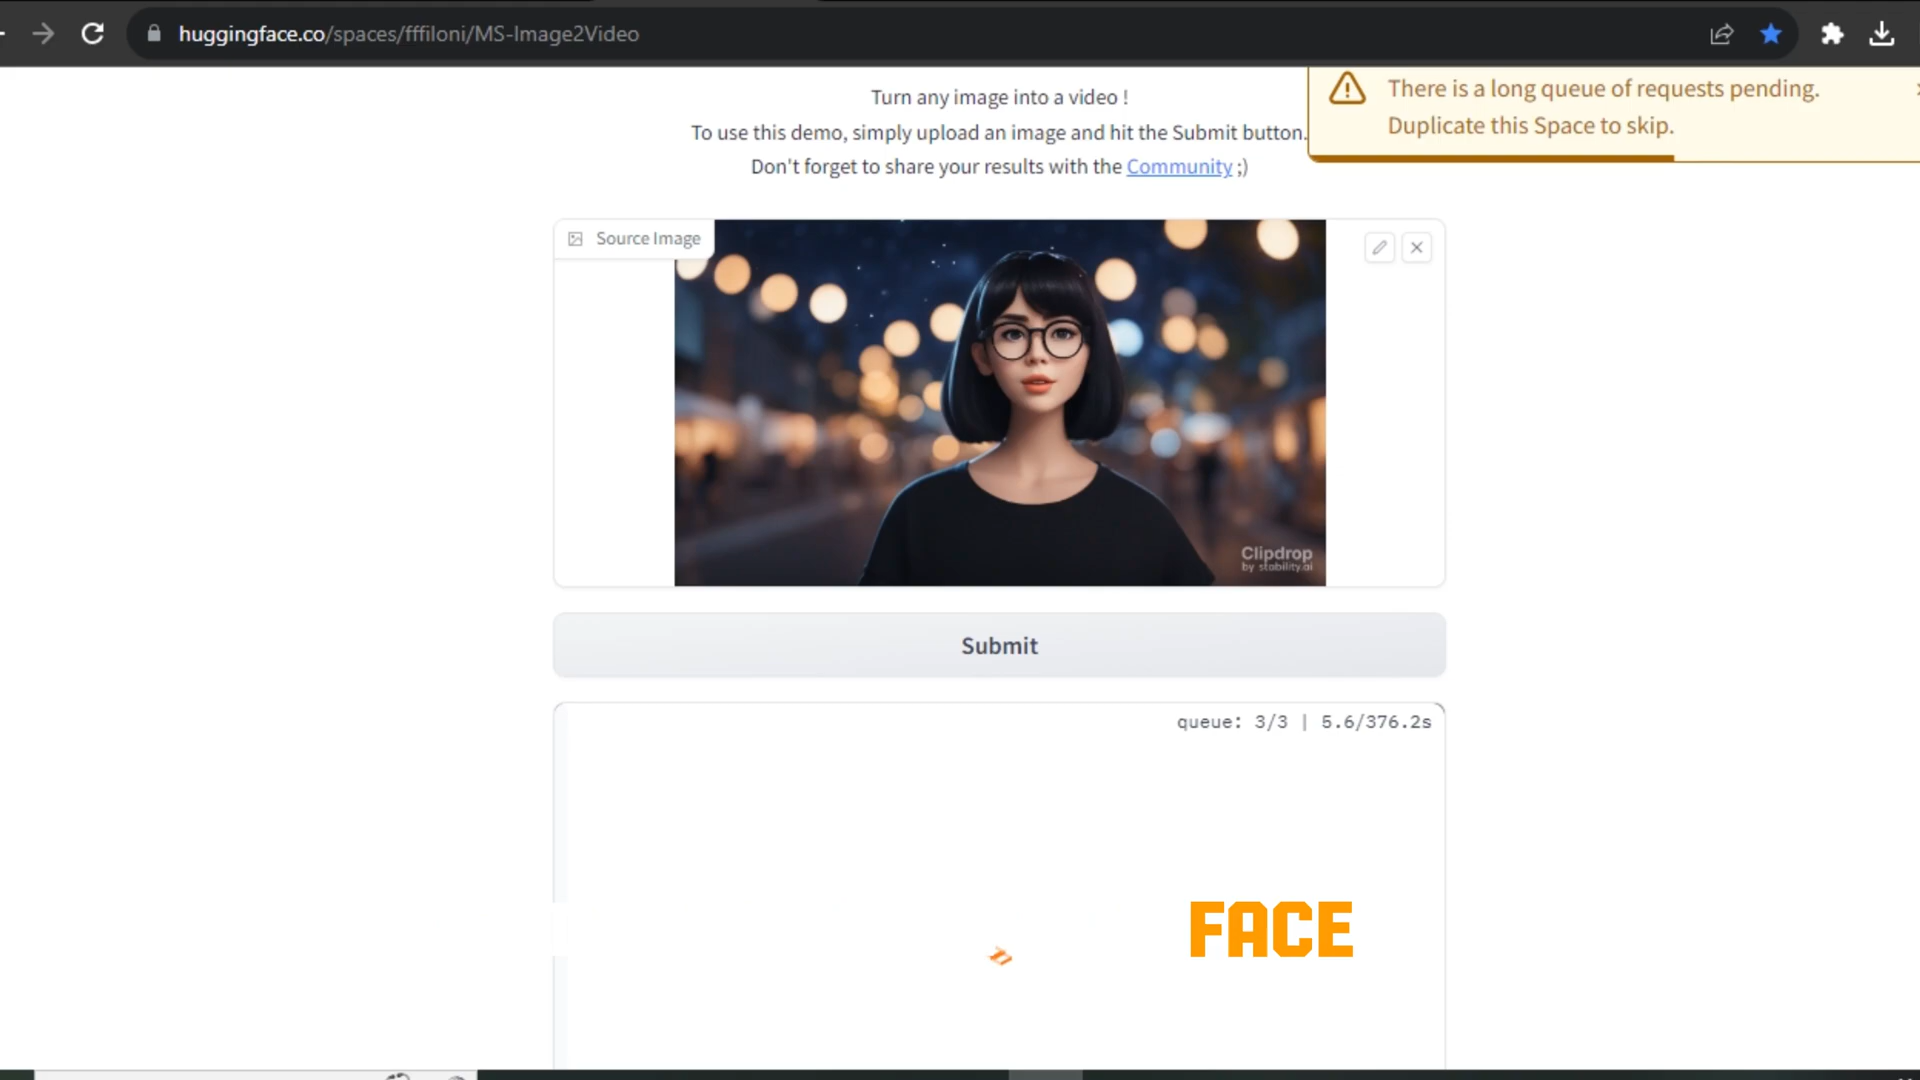 huggingface.co/spaces/fffiloni/MS-Image2Video
There is a long queue of requests pending.
Duplicate this Space to skip.
Turn any image into a video !
To use this demo, simply upload an image and hit the Submit button.
Don't forget to share your results with the Community ;)
Source Image
Clipdrop
by stability.ai
Submit
queue: 3/3 | 5.6/376.2s
FACE